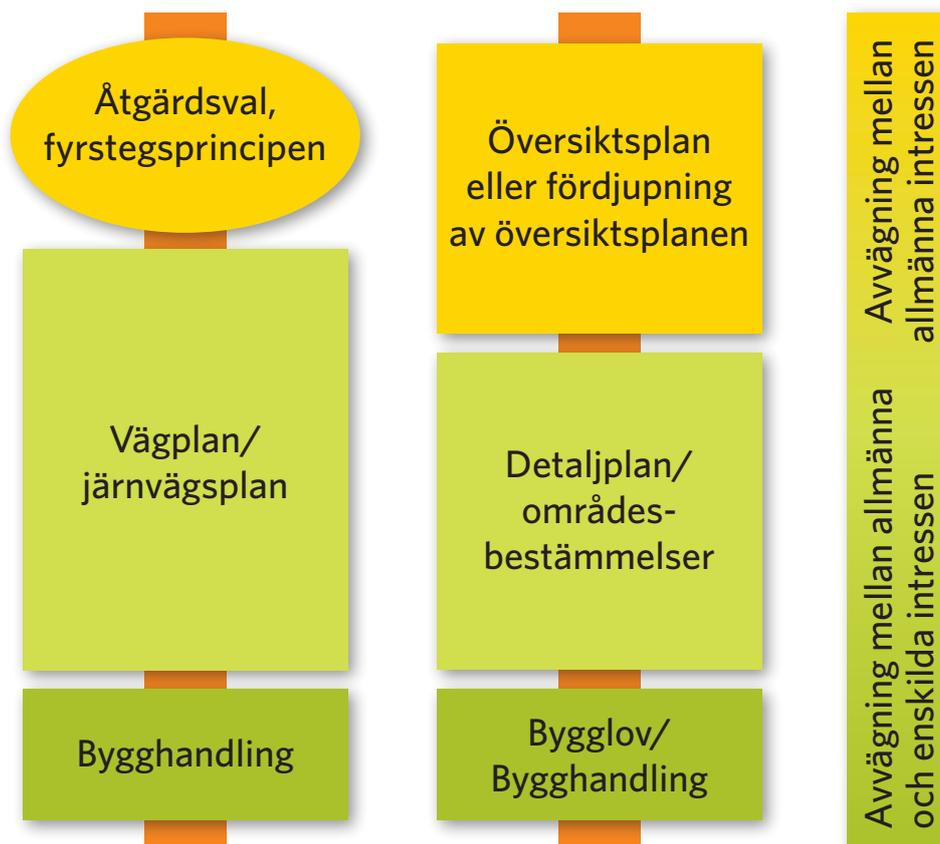 Åtgärdsval,
fyrstegsprincipen
Vägplan/
järnvägsplan
Bygghandling
Översiktsplan
eller fördjupning
av översiktsplanen
Detaljplan/
områdes-
bestämmelser
Bygglov/
Bygghandling
Avvägning mellan
allmänna intressen
Avvägning mellan allmänna
och enskilda intressen